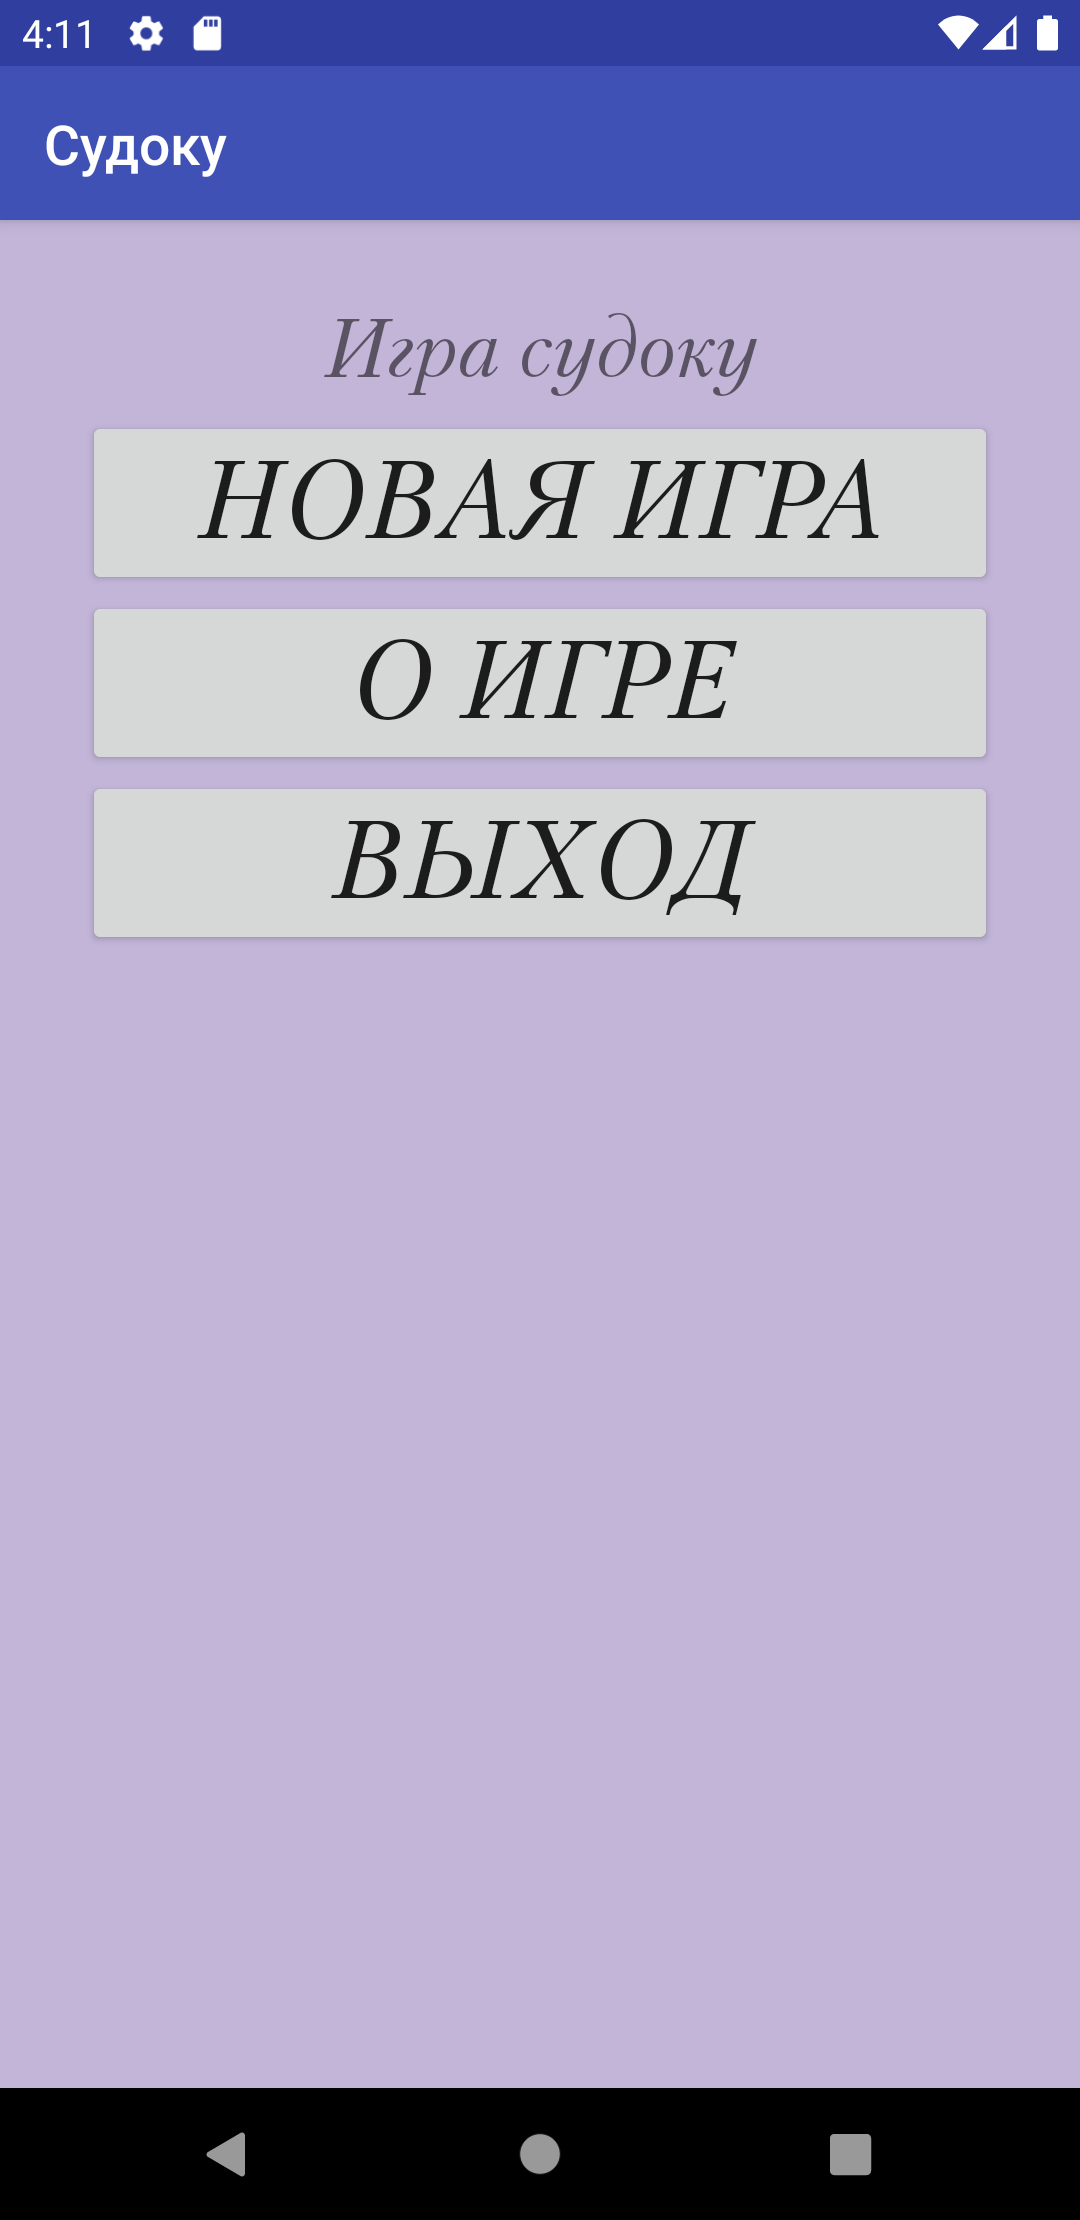 4:11
Судоку
Игра судоку
НОВАЯ ИГРА
О ИГРЕ
ВЫХОД